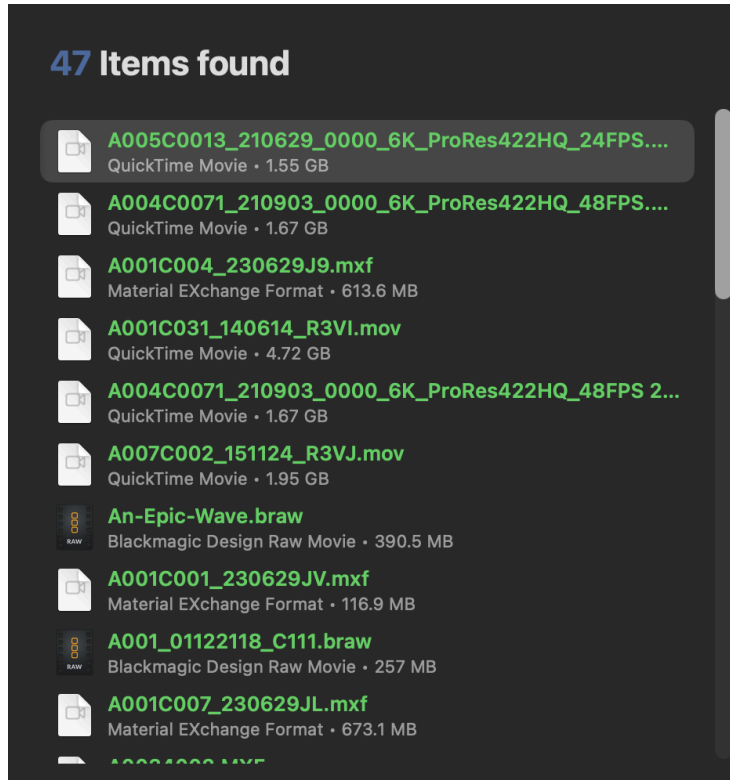 47 Items found
A005C0013_210629_0000_6K_ProRes422HQ_24FPS....
QuickTime Movie • 1.55 GB
A004C0071_210903_0000_6K_ProRes422HQ_48FPS....
QuickTime Movie • 1.67 GB
A001C004_230629J9.mxf
Material EXchange Format • 613.6 MB
A001C031_140614_R3VI.mov
QuickTime Movie • 4.72 GB
A004C0071_210903_0000_6K_ProRes422HQ_48FPS 2...
QuickTime Movie • 1.67 GB
A007C002_151124_R3VJ.mov
QuickTime Movie • 1.95 GB
RAW An-Epic-Wave.braw
Blackmagic Design Raw Movie • 390.5 MB
A001C001_230629JV.mxf
Material EXchange Format • 116.9 MB
RAW A001_01122118_C111.braw
Blackmagic Design Raw Movie • 257 MB
A001C007_230629JL.mxf
Material EXchange Format • 673.1 MB